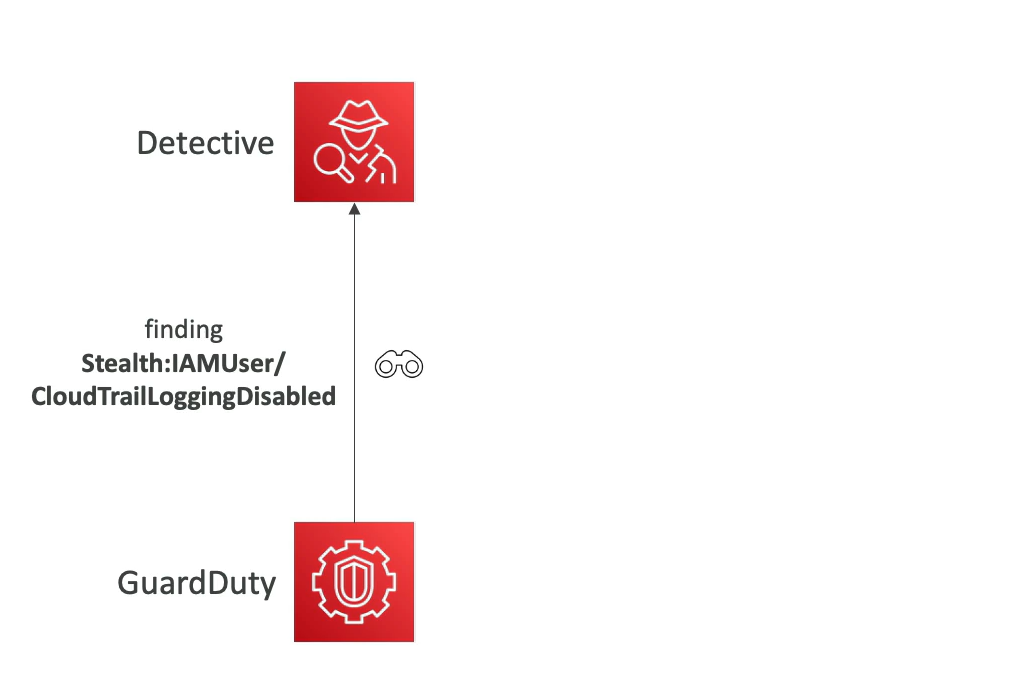 Detective
finding
Stealth:IAMUser/
CloudTrailLoggingDisabled
GuardDuty